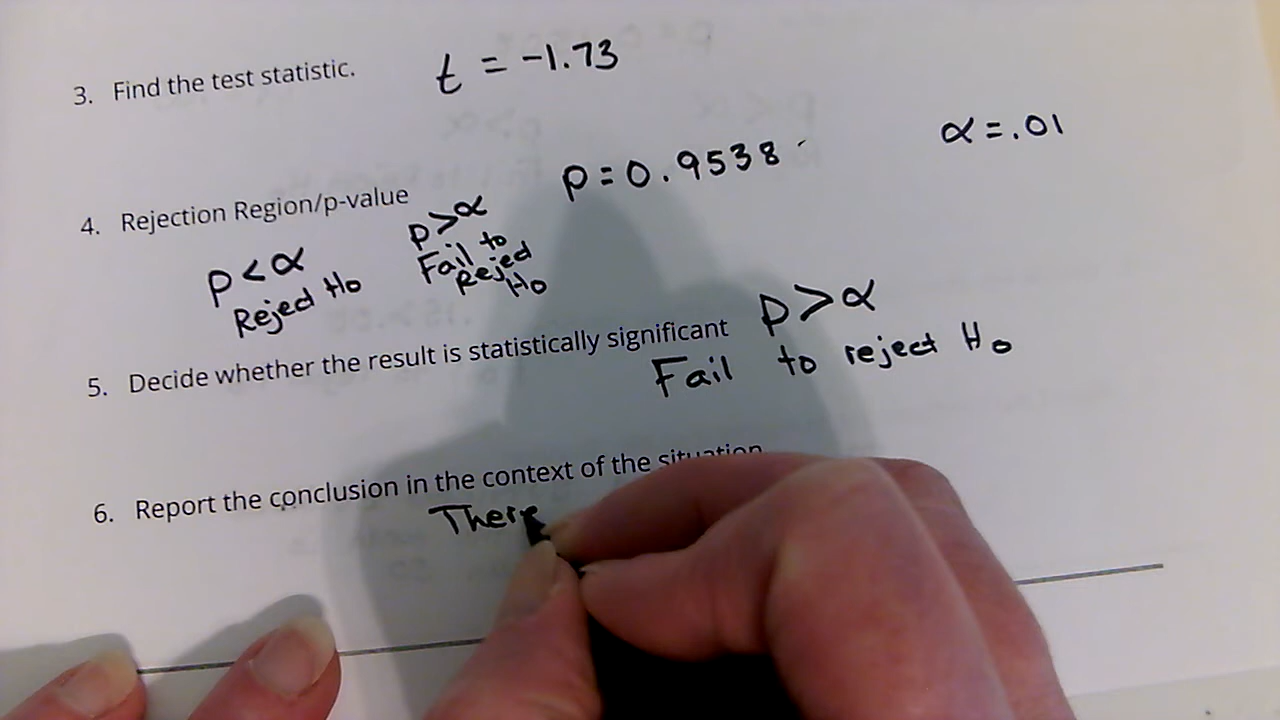 3. Find the test statistic. t = -1.73
α = .01
4. Rejection Region/p-value p = 0.9538
p < α
Reject Ho
p > α
Fail to
Reject
Ho
5. Decide whether the result is statistically significant p > α
Fail to reject Ho
6. Report the conclusion in the context of the situation
There